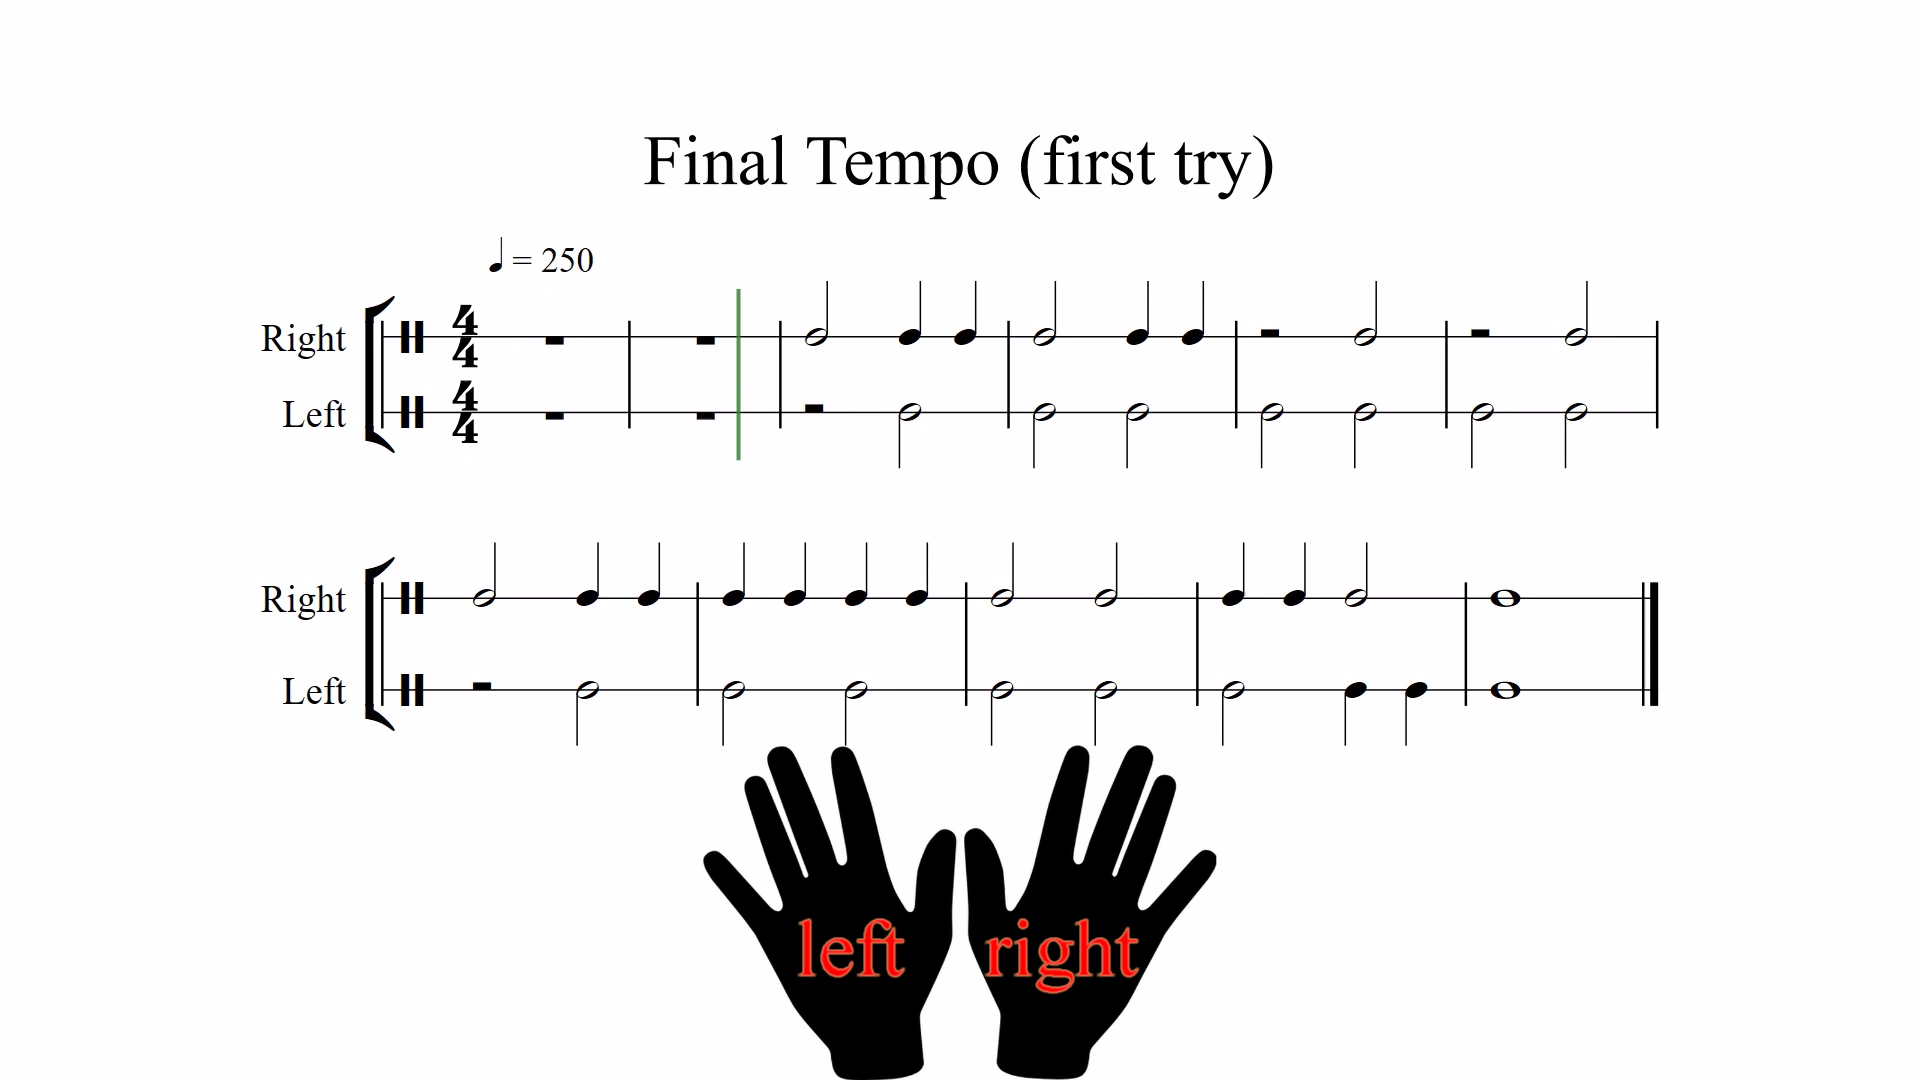 Final Tempo (first try)
♩ = 250
Right
4
4
Left
4
4
Right
Left
left right